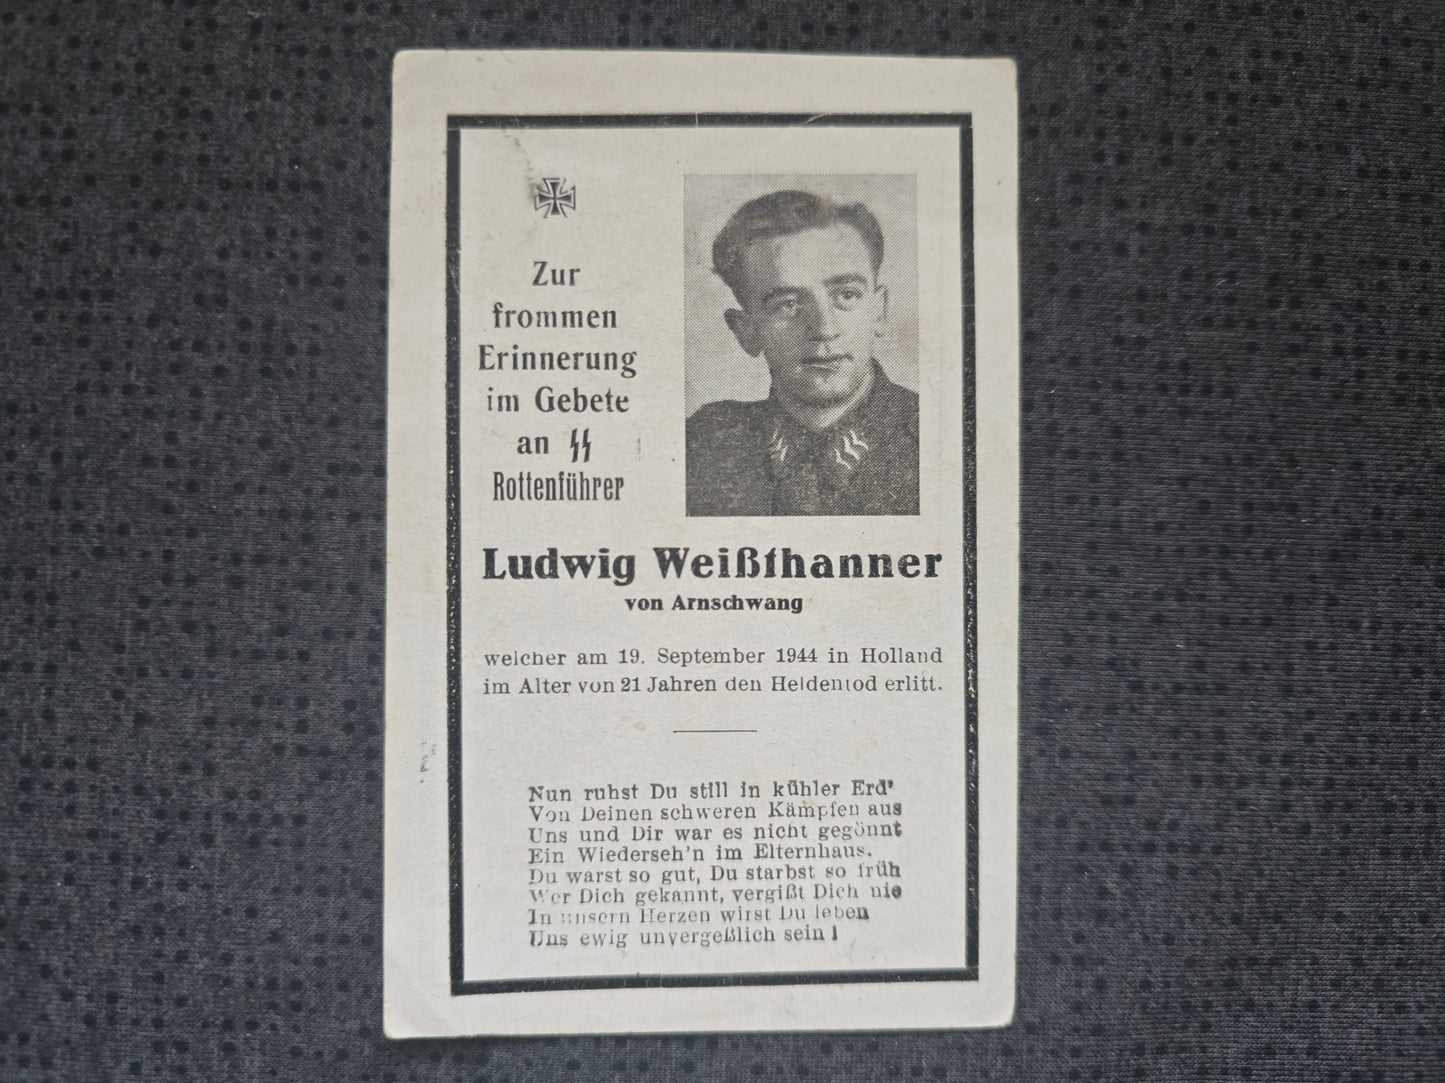 Zur
frommen
Erinnerung
im Gebete
an ᛋᛋ
Rottenführer
Ludwig Weißthanner
von Arnschwang
welcher am 19. September 1944 in Holland
im Alter von 21 Jahren den Heldentod erlitt.
Nun ruhst Du still in kühler Erd'
Von Deinen schweren Kämpfen aus
Uns und Dir war es nicht gegönnt
Ein Wiederseh'n im Elternhaus.
Du warst so gut, Du starbst so früh
Wer Dich gekannt, vergißt Dich nie
In unsern Herzen wirst Du leben
Uns ewig unvergeßlich sein!